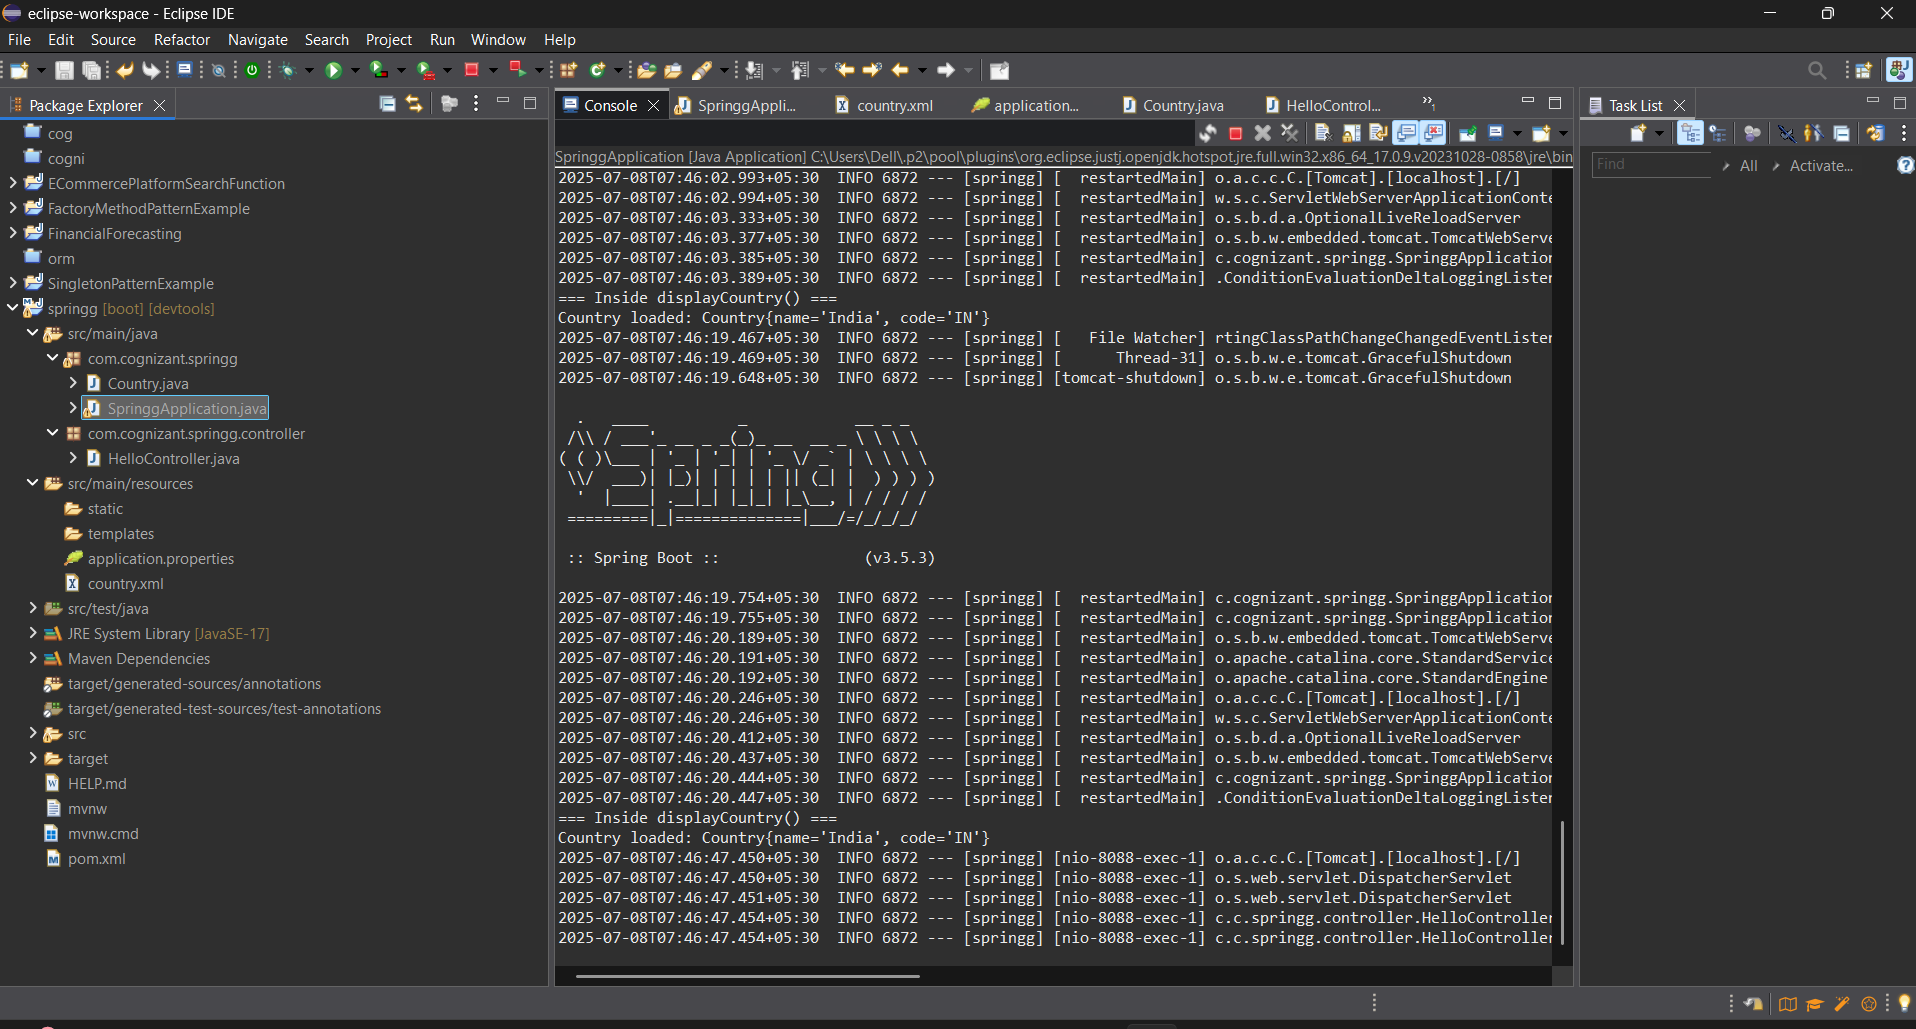 eclipse-workspace - Eclipse IDE
File Edit Source Refactor Navigate Search Project Run Window Help
Package Explorer
cog
cogni
ECommercePlatformSearchFunction
FactoryMethodPatternExample
FinancialForecasting
orm
SingletonPatternExample
springg [boot] [devtools]
src/main/java
com.cognizant.springg
Country.java
SpringgApplication.java
com.cognizant.springg.controller
HelloController.java
src/main/resources
static
templates
application.properties
country.xml
src/test/java
JRE System Library [JavaSE-17]
Maven Dependencies
target/generated-sources/annotations
target/generated-test-sources/test-annotations
src
target
HELP.md
mvnw
mvnw.cmd
pom.xml
Console SpringgAppli... country.xml application... Country.java HelloControl... »1
SpringgApplication [Java Application] C:\Users\Dell\.p2\pool\plugins\org.eclipse.justj.openjdk.hotspot.jre.full.win32.x86_64_17.0.9.v20231028-0858\jre\bin
2025-07-08T07:46:02.993+05:30  INFO 6872 --- [springg] [  restartedMain] o.a.c.c.C.[Tomcat].[localhost].[/]
2025-07-08T07:46:02.994+05:30  INFO 6872 --- [springg] [  restartedMain] w.s.c.ServletWebServerApplicationConte
2025-07-08T07:46:03.333+05:30  INFO 6872 --- [springg] [  restartedMain] o.s.b.d.a.OptionalLiveReloadServer
2025-07-08T07:46:03.377+05:30  INFO 6872 --- [springg] [  restartedMain] o.s.b.w.embedded.tomcat.TomcatWebServe
2025-07-08T07:46:03.385+05:30  INFO 6872 --- [springg] [  restartedMain] c.cognizant.springg.SpringgApplication
2025-07-08T07:46:03.389+05:30  INFO 6872 --- [springg] [  restartedMain] .ConditionEvaluationDeltaLoggingListen
=== Inside displayCountry() ===
Country loaded: Country{name='India', code='IN'}
2025-07-08T07:46:19.467+05:30  INFO 6872 --- [springg] [   File Watcher] rtingClassPathChangeChangedEventListen
2025-07-08T07:46:19.469+05:30  INFO 6872 --- [springg] [      Thread-31] o.s.b.w.e.tomcat.GracefulShutdown
2025-07-08T07:46:19.648+05:30  INFO 6872 --- [springg] [tomcat-shutdown] o.s.b.w.e.tomcat.GracefulShutdown
Spring
:: Spring Boot ::                (v3.5.3)
2025-07-08T07:46:19.754+05:30  INFO 6872 --- [springg] [  restartedMain] c.cognizant.springg.SpringgApplication
2025-07-08T07:46:19.755+05:30  INFO 6872 --- [springg] [  restartedMain] c.cognizant.springg.SpringgApplication
2025-07-08T07:46:20.189+05:30  INFO 6872 --- [springg] [  restartedMain] o.s.b.w.embedded.tomcat.TomcatWebServe
2025-07-08T07:46:20.191+05:30  INFO 6872 --- [springg] [  restartedMain] o.apache.catalina.core.StandardService
2025-07-08T07:46:20.192+05:30  INFO 6872 --- [springg] [  restartedMain] o.apache.catalina.core.StandardEngine
2025-07-08T07:46:20.246+05:30  INFO 6872 --- [springg] [  restartedMain] o.a.c.c.C.[Tomcat].[localhost].[/]
2025-07-08T07:46:20.246+05:30  INFO 6872 --- [springg] [  restartedMain] w.s.c.ServletWebServerApplicationConte
2025-07-08T07:46:20.412+05:30  INFO 6872 --- [springg] [  restartedMain] o.s.b.d.a.OptionalLiveReloadServer
2025-07-08T07:46:20.437+05:30  INFO 6872 --- [springg] [  restartedMain] o.s.b.w.embedded.tomcat.TomcatWebServe
2025-07-08T07:46:20.444+05:30  INFO 6872 --- [springg] [  restartedMain] c.cognizant.springg.SpringgApplication
2025-07-08T07:46:20.447+05:30  INFO 6872 --- [springg] [  restartedMain] .ConditionEvaluationDeltaLoggingListen
=== Inside displayCountry() ===
Country loaded: Country{name='India', code='IN'}
2025-07-08T07:46:47.450+05:30  INFO 6872 --- [springg] [nio-8088-exec-1] o.a.c.c.C.[Tomcat].[localhost].[/]
2025-07-08T07:46:47.450+05:30  INFO 6872 --- [springg] [nio-8088-exec-1] o.s.web.servlet.DispatcherServlet
2025-07-08T07:46:47.451+05:30  INFO 6872 --- [springg] [nio-8088-exec-1] o.s.web.servlet.DispatcherServlet
2025-07-08T07:46:47.454+05:30  INFO 6872 --- [springg] [nio-8088-exec-1] c.c.springg.controller.HelloController
2025-07-08T07:46:47.454+05:30  INFO 6872 --- [springg] [nio-8088-exec-1] c.c.springg.controller.HelloController
Task List
Find All Activate...